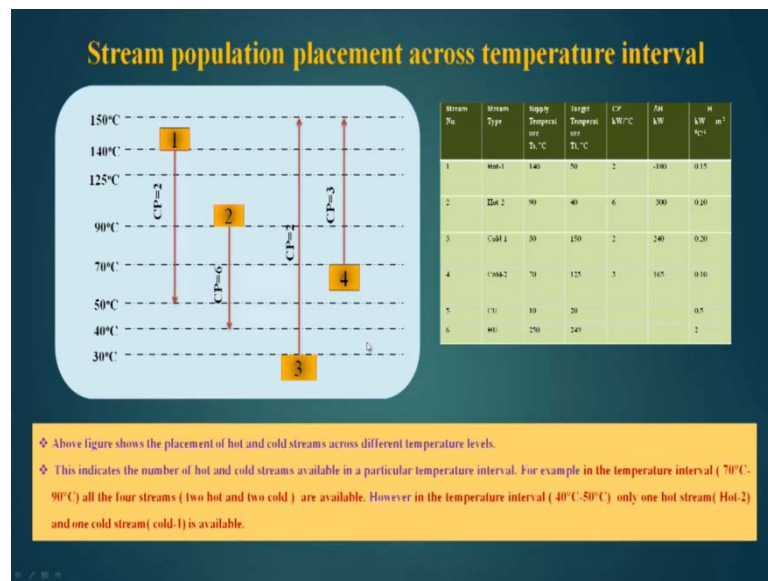 Stream population placement across temperature interval
150°C
140°C
125°C
90°C
70°C
50°C
40°C
30°C
1
2
3
4
CP=2
CP=6
CP=2
CP=3
Stream No. Stream Type Supply Temperat ure Tt, °C Target Temperat ure Tt, °C CP kW/°C ΔH kW H kW m-2 °C-1
1 Hot-1 140 50 2 -180 0.15
2 Hot-2 90 40 6 300 0.10
3 Cold-1 30 150 2 240 0.20
4 Cold-2 70 125 3 165 0.10
5 CU 10 20 0.5
6 HU 250 249 2
❖ Above figure shows the placement of hot and cold streams across different temperature levels.
❖ This indicates the number of hot and cold streams available in a particular temperature interval. For example in the temperature interval ( 70°C-
90°C) all the four streams ( two hot and two cold ) are available. However in the temperature interval ( 40°C-50°C) only one hot stream( Hot-2)
and one cold stream( cold-1) is available.